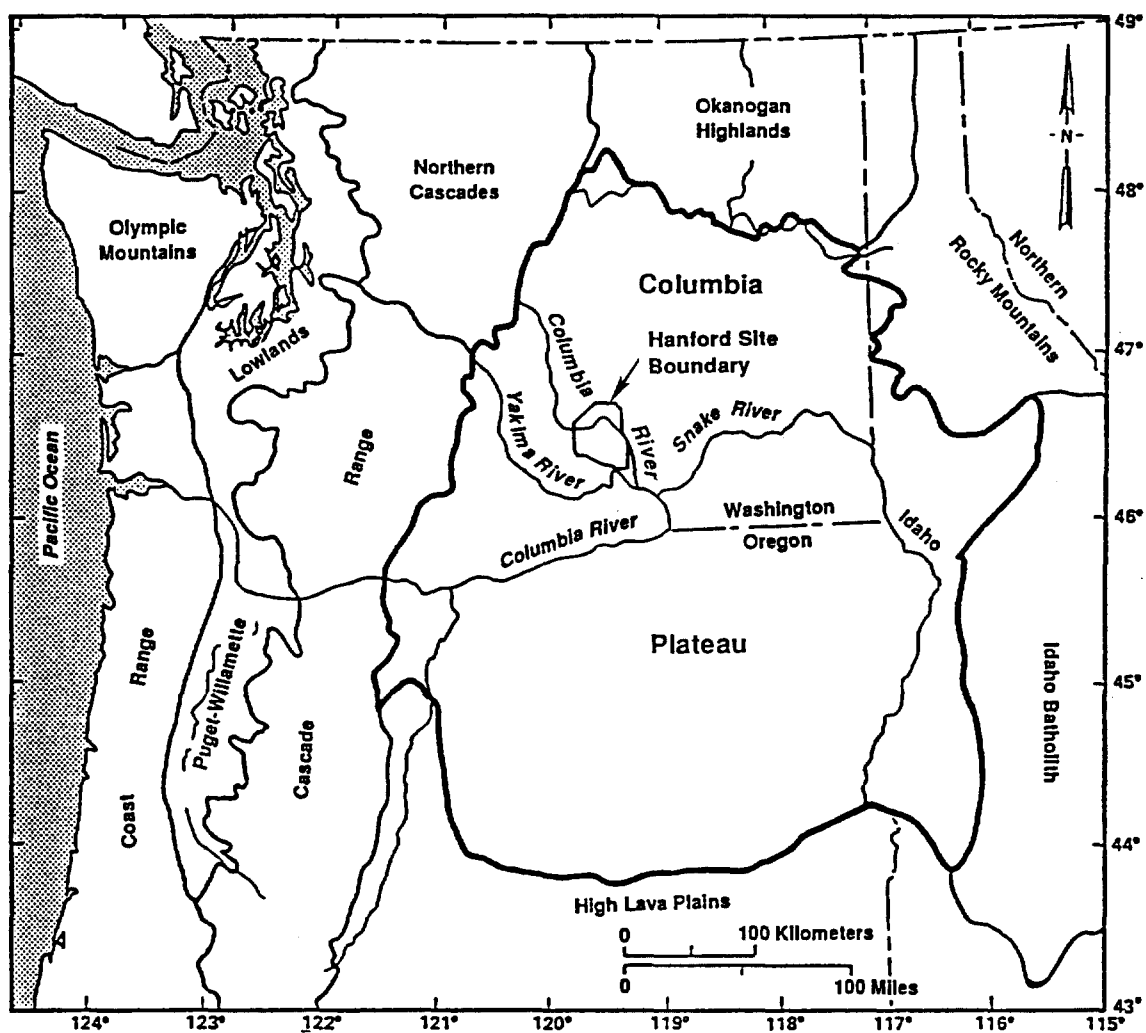 49°
Okanogan
Highlands
-N-
Northern
Cascades
48°
Olympic
Mountains
Northern
Rocky Mountains
Columbia
Lowlands
Columbia
Hanford Site
Boundary
47°
Yakima River
River
Snake River
Range
Pacific Ocean
Washington
46°
Columbia River
Oregon
Idaho
Range
Puget-Willamette
Plateau
Idaho Batholith
45°
Cascade
Coast
44°
High Lava Plains
0 100 Kilometers
0 100 Miles
43°
124° 123° 122° 121° 120° 119° 118° 117° 116° 115°